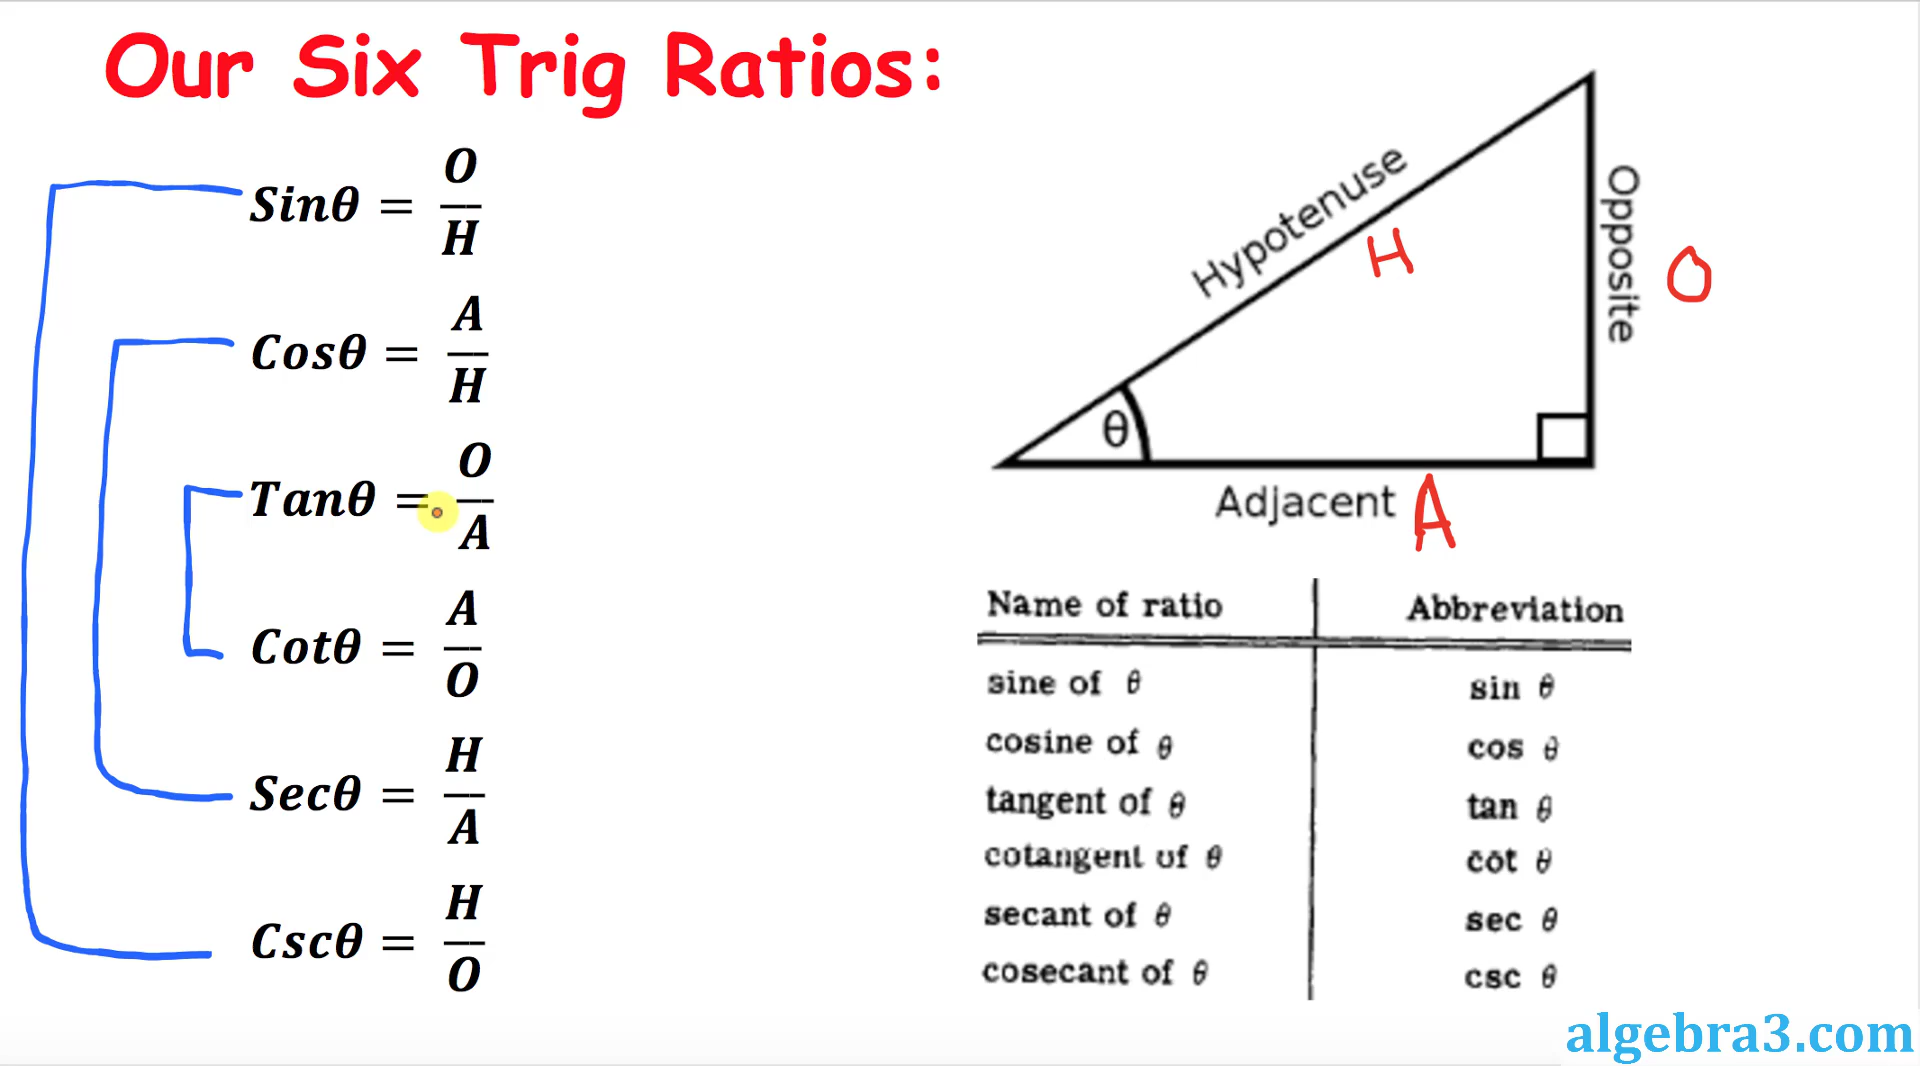 Our Six Trig Ratios:
Sinθ = O/H
Cosθ = A/H
Tanθ = O/A
Cotθ = A/O
Secθ = H/A
Cscθ = H/O
Hypotenuse
H
Opposite
O
θ
Adjacent A
Name of ratio Abbreviation
sine of θ sin θ
cosine of θ cos θ
tangent of θ tan θ
cotangent of θ cot θ
secant of θ sec θ
cosecant of θ csc θ
algebra3.com